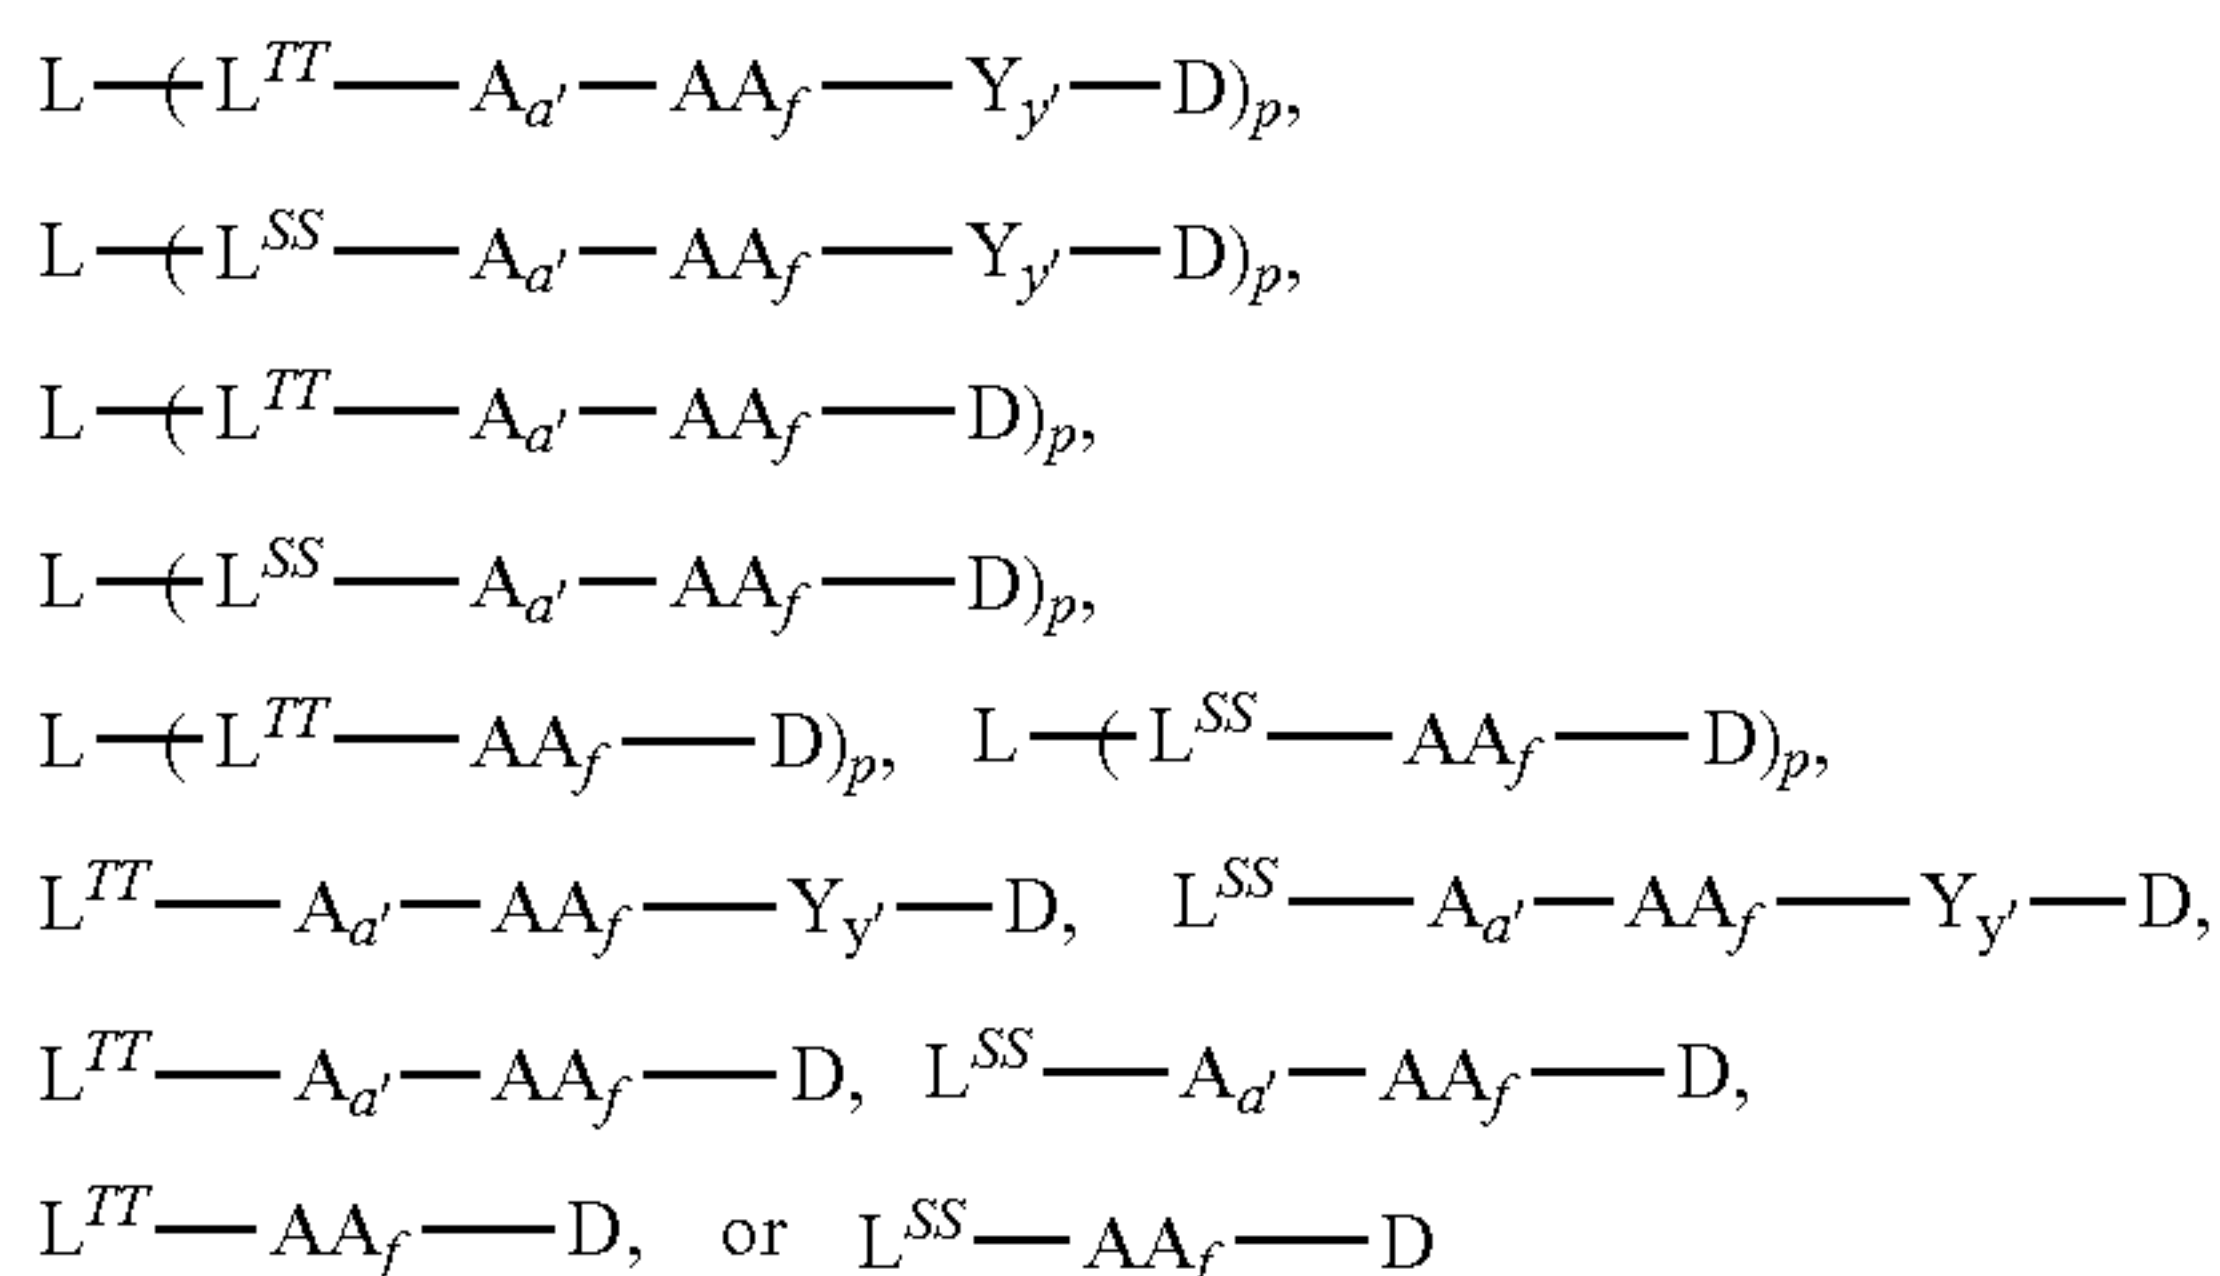 L—(L^TT—A_a'—AA_f—Y_y'—D)_p,
L—(L^SS—A_a'—AA_f—Y_y'—D)_p,
L—(L^TT—A_a'—AA_f—D)_p,
L—(L^SS—A_a'—AA_f—D)_p,
L—(L^TT—AA_f—D)_p, L—(L^SS—AA_f—D)_p,
L^TT—A_a'—AA_f—Y_y'—D, L^SS—A_a'—AA_f—Y_y'—D,
L^TT—A_a'—AA_f—D, L^SS—A_a'—AA_f—D,
L^TT—AA_f—D, or L^SS—AA_f—D